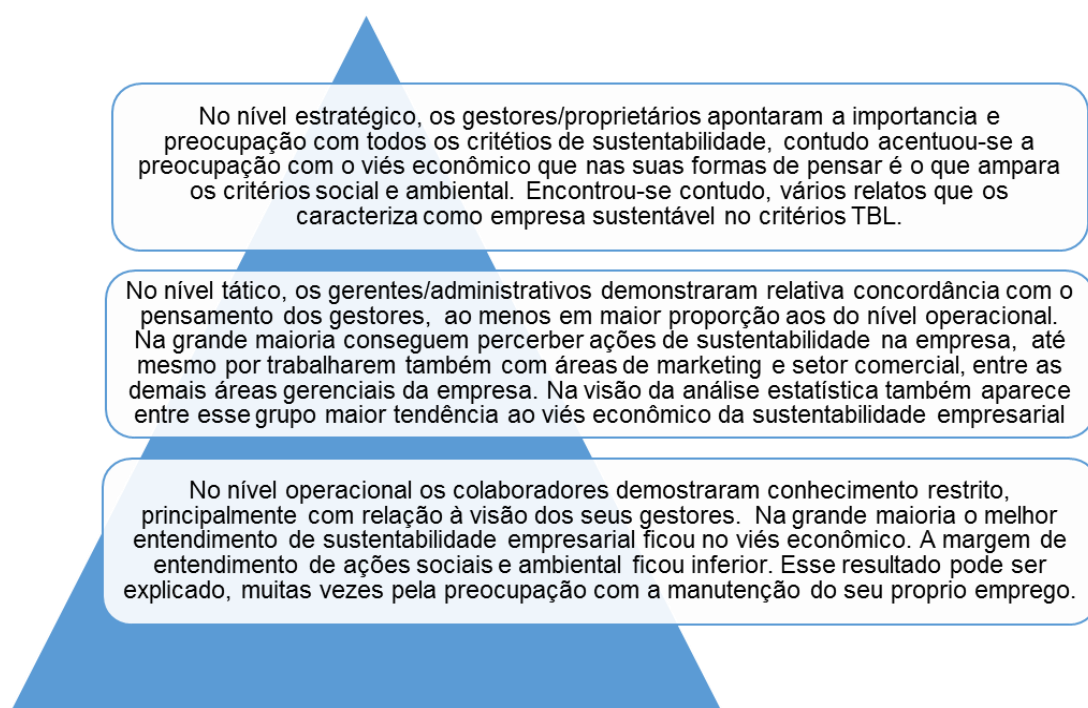 No nível estratégico, os gestores/proprietários apontaram a importancia e
preocupação com todos os critétios de sustentabilidade, contudo acentuou-se a
preocupação com o viés econômico que nas suas formas de pensar é o que ampara
os critérios social e ambiental. Encontrou-se contudo, vários relatos que os
caracteriza como empresa sustentável no critérios TBL.
No nível tático, os gerentes/administrativos demonstraram relativa concordância com o
pensamento dos gestores, ao menos em maior proporção aos do nível operacional.
Na grande maioria conseguem percerber ações de sustentabilidade na empresa, até
mesmo por trabalharem também com áreas de marketing e setor comercial, entre as
demais áreas gerenciais da empresa. Na visão da análise estatística também aparece
entre esse grupo maior tendência ao viés econômico da sustentabilidade empresarial
No nível operacional os colaboradores demostraram conhecimento restrito,
principalmente com relação à visão dos seus gestores. Na grande maioria o melhor
entendimento de sustentabilidade empresarial ficou no viés econômico. A margem de
entendimento de ações sociais e ambiental ficou inferior. Esse resultado pode ser
explicado, muitas vezes pela preocupação com a manutenção do seu proprio emprego.